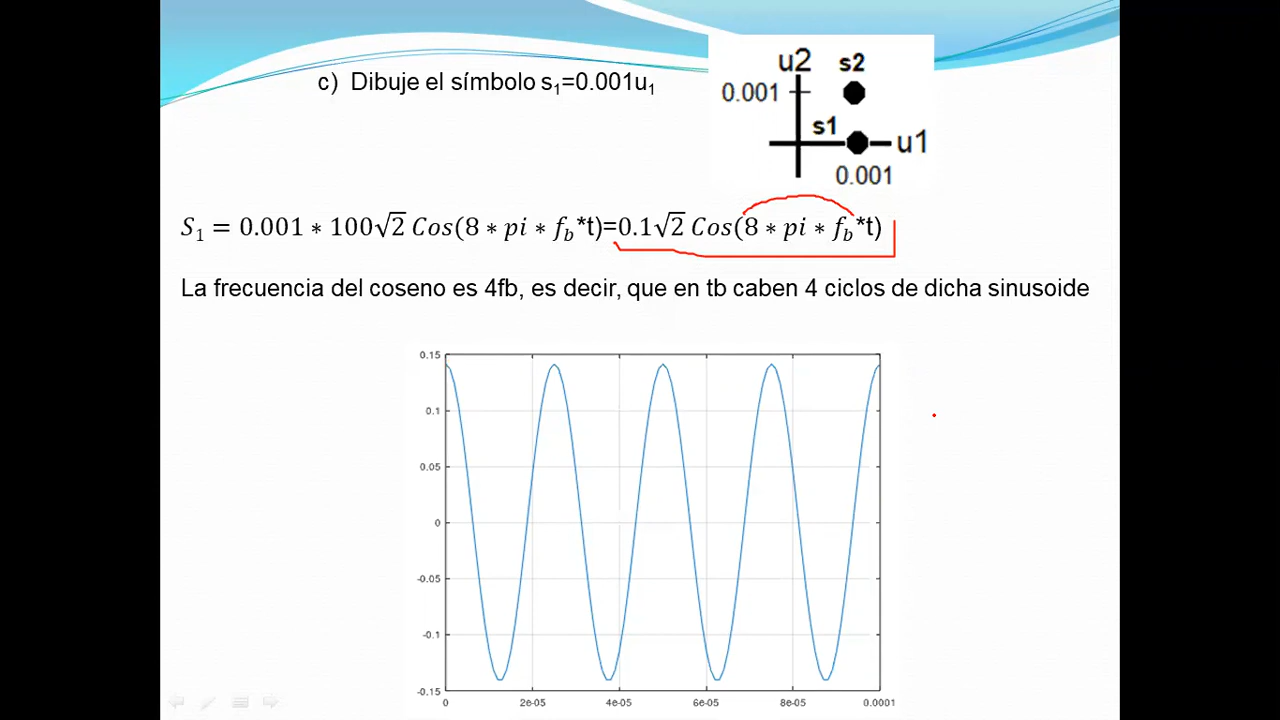 c) Dibuje el símbolo s₁=0.001u₁
u2 s2
0.001
s1
u1
0.001
S₁ = 0.001 ∗ 100√2 Cos(8 ∗ pi ∗ f_b*t)=0.1√2 Cos(8 ∗ pi ∗ f_b*t)
La frecuencia del coseno es 4fb, es decir, que en tb caben 4 ciclos de dicha sinusoide
0.15
0.1
0.05
0
-0.05
-0.1
-0.15
0 2e-05 4e-05 6e-05 8e-05 0.0001